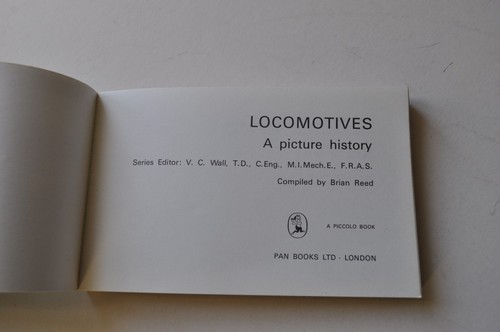 LOCOMOTIVES
A picture history
Series Editor: V. C. Wall, T.D., C.Eng., M.I.Mech.E., F.R.A.S.
Compiled by Brian Reed
A PICCOLO BOOK
PAN BOOKS LTD · LONDON